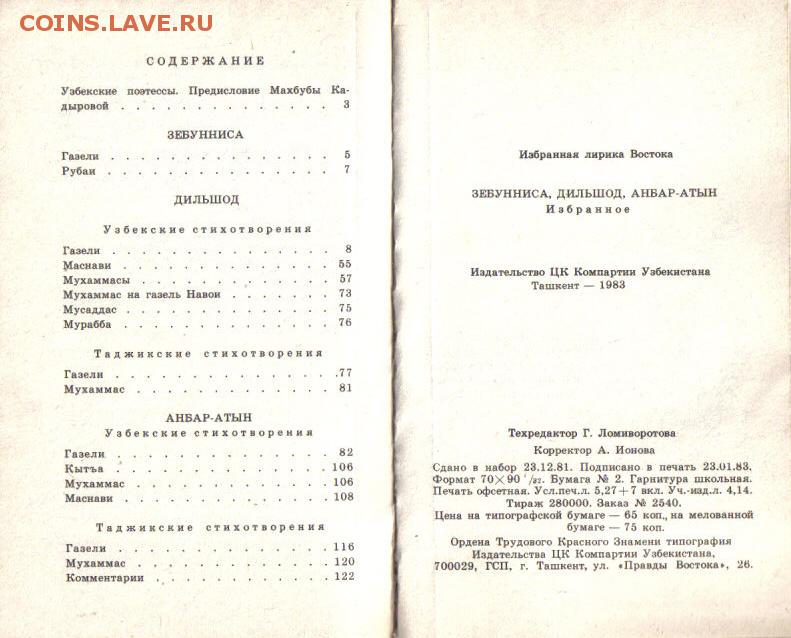 COINS.LAVE.RU
СОДЕРЖАНИЕ
Узбекские поэтессы. Предисловие Махбубы Ка-
дыровой . . . . . . . . . . . . . . 3
ЗЕБУННИСА
Газели . . . . . . . . . . . . . . 5
Рубаи . . . . . . . . . . . . . . 7
ДИЛЬШОД
Узбекские стихотворения
Газели . . . . . . . . . . . . . . 8
Маснави . . . . . . . . . . . . . 55
Мухаммасы . . . . . . . . . . . . 57
Мухаммас на газель Навои . . . . . . . 73
Мусаддас . . . . . . . . . . . . . 75
Мурабба . . . . . . . . . . . . . 76
Таджикские стихотворения
Газели . . . . . . . . . . . . . .77
Мухаммас . . . . . . . . . . . . . 81
АНБАР-АТЫН
Узбекские стихотворения
Газели . . . . . . . . . . . . . 82
Кытъа . . . . . . . . . . . . . 106
Мухаммас . . . . . . . . . . . . 106
Маснави . . . . . . . . . . . . 108
Таджикские стихотворения
Газели . . . . . . . . . . . . . 116
Мухаммас . . . . . . . . . . . . 120
Комментарии . . . . . . . . . . . 122
Избранная лирика Востока
ЗЕБУННИСА, ДИЛЬШОД, АНБАР-АТЫН
Избранное
Издательство ЦК Компартии Узбекистана
Ташкент — 1983
Техредактор Г. Ломиворотова
Корректор А. Ионова
Сдано в набор 23.12.81. Подписано в печать 23.01.83.
Формат 70×90 1/32. Бумага № 2. Гарнитура школьная.
Печать офсетная. Усл.печ.л. 5,27+7 вкл. Уч.-изд.л. 4,14.
Тираж 280000. Заказ № 2540.
Цена на типографской бумаге — 65 коп., на мелованной
бумаге — 75 коп.
Ордена Трудового Красного Знамени типография
Издательства ЦК Компартии Узбекистана,
700029, ГСП, г. Ташкент, ул. «Правды Востока», 26.